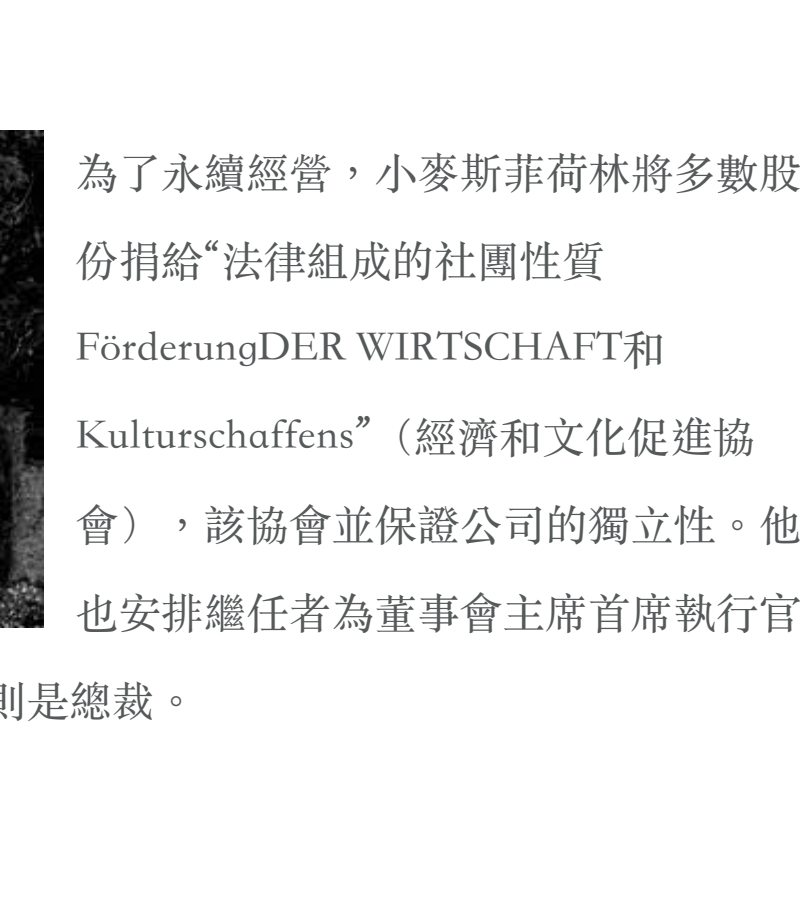 為了永續經營，小麥斯菲荷林將多數股
份捐給“法律組成的社團性質
FörderungDER WIRTSCHAFT和
Kulturschaffens”（經濟和文化促進協
會），該協會並保證公司的獨立性。他
也安排繼任者為董事會主席首席執行官
則是總裁。